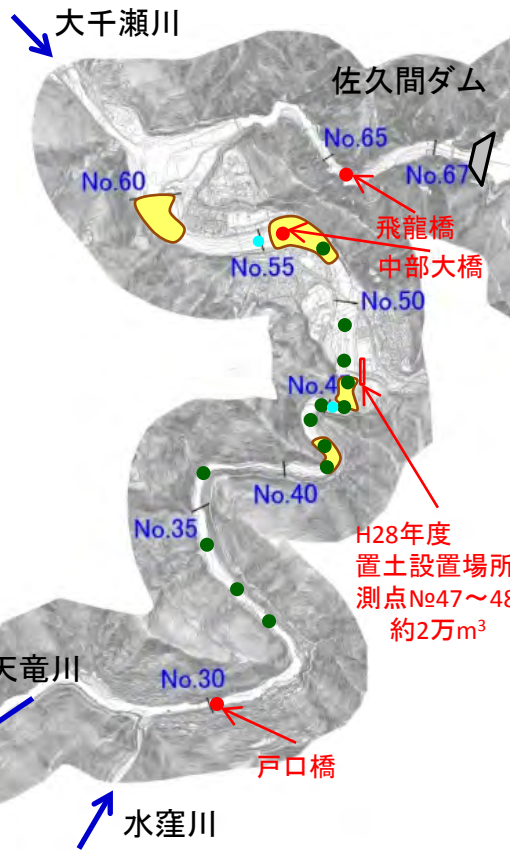 大千瀬川
佐久間ダム
No.65
No.67
No.60
飛龍橋
中部大橋
No.55
No.50
No.4
No.40
No.35
H28年度
置土設置場所
測点№47～48
約2万m³
天竜川
No.30
戸口橋
水窪川